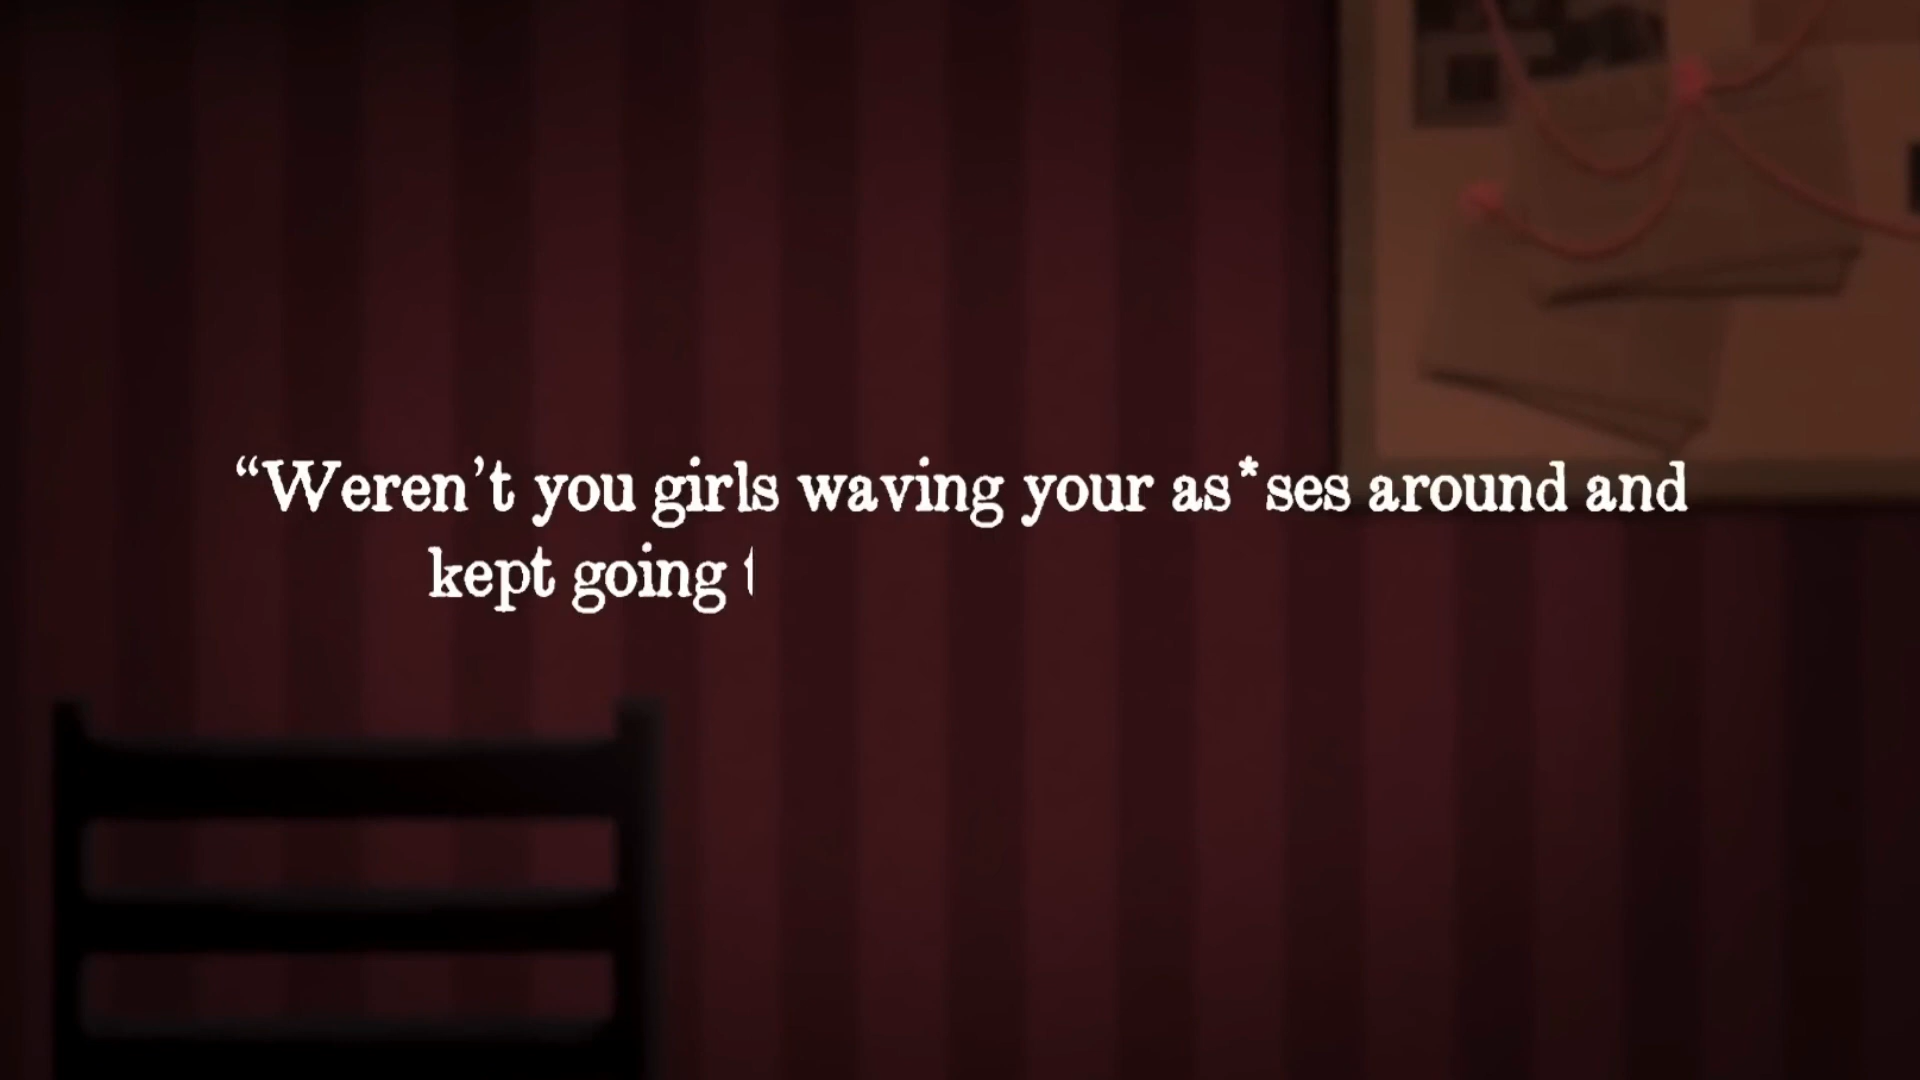 “Weren’t you girls waving your as*ses around and
kept going